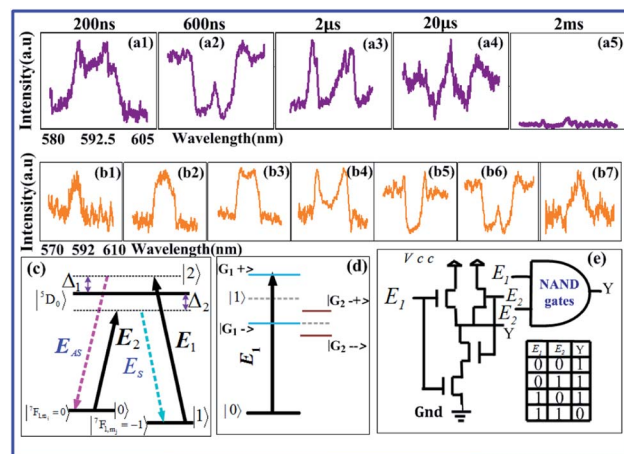 200ns 600ns 2μs 20μs 2ms
Intensity(a.u)
(a1) (a2) (a3) (a4) (a5)
580 592.5 605 Wavelength(nm)
Intensity(a.u)
(b1) (b2) (b3) (b4) (b5) (b6) (b7)
570 592 610 Wavelength(nm)
(c) (d) (e)
Δ₁ |2⟩
|⁵D₀⟩ Δ₂
E_AS E₂ E_S E₁
|⁷F₁,mⱼ=0⟩ |0⟩ |⁷F₁,mⱼ=−1⟩ |1⟩
|G₁ +>
|1⟩
|G₂ -+>
|G₁ ->
|G₂ -->
E₁
|0⟩
Vcc
E₁
E₁
E₂
E₂
NAND
gates
Y
Y
Gnd
E₁ E₂ Y
0 0 1
0 1 1
1 0 1
1 1 0